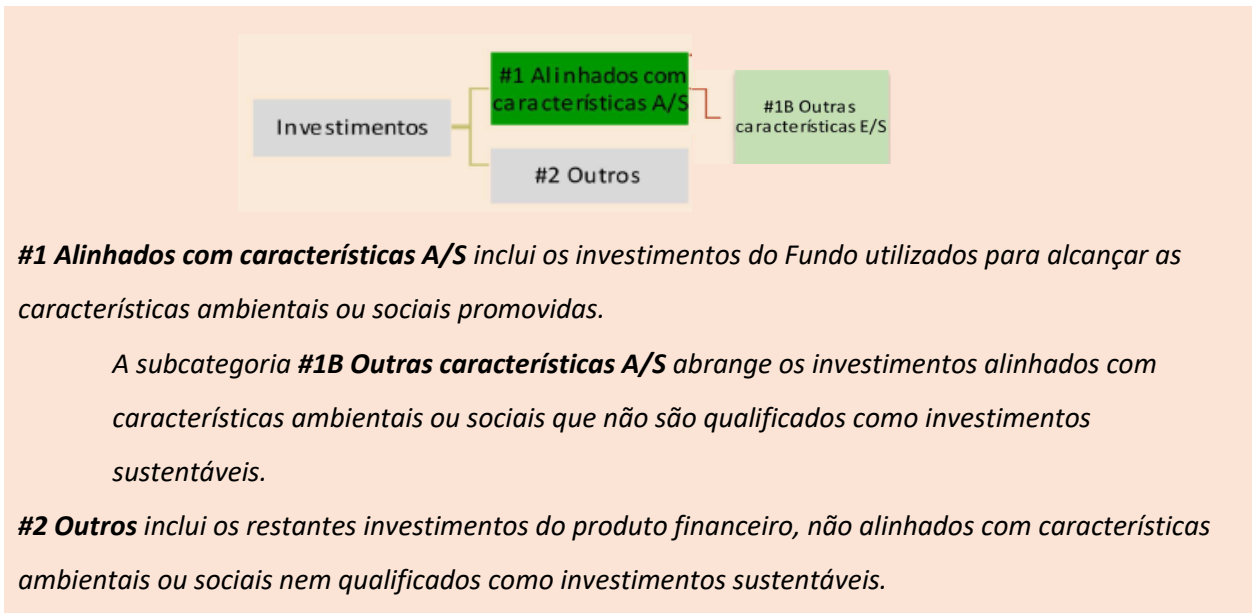 #1 Alinhados com
características A/S
#1B Outras
características E/S
Investimentos
#2 Outros
#1 Alinhados com características A/S inclui os investimentos do Fundo utilizados para alcançar as
características ambientais ou sociais promovidas.
A subcategoria #1B Outras características A/S abrange os investimentos alinhados com
características ambientais ou sociais que não são qualificados como investimentos
sustentáveis.
#2 Outros inclui os restantes investimentos do produto financeiro, não alinhados com características
ambientais ou sociais nem qualificados como investimentos sustentáveis.